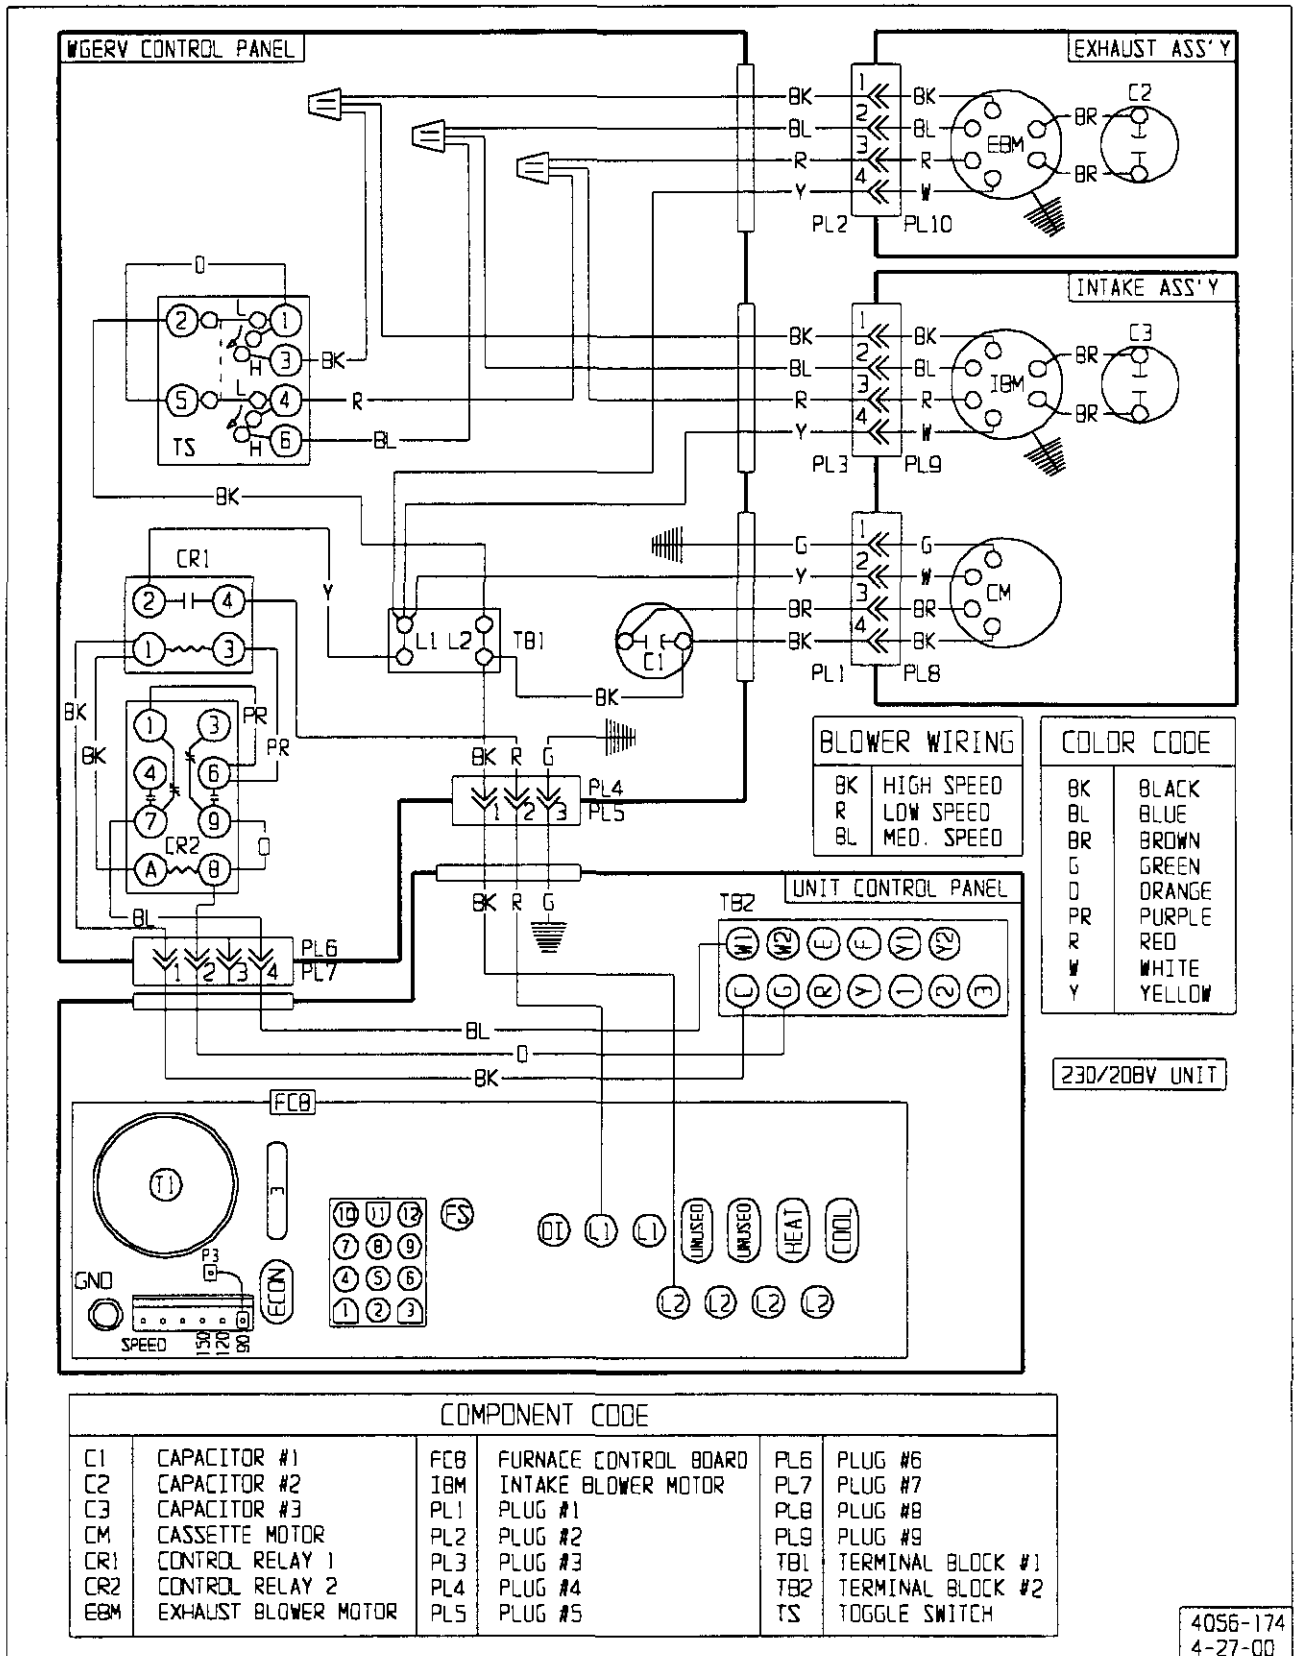 WGERV CONTROL PANEL
EXHAUST ASS'Y
BK
1
BK
C2
BL
2
BL
EBM
BR
R
3
R
BR
Y
4
W
PL2
PL10
INTAKE ASS'Y
O
2
L
1
H
3
BK
5
L
4
R
TS
H
6
BL
BK
1
BK
C3
BL
2
BL
IBM
BR
R
3
R
BR
Y
4
W
PL3
PL9
BK
CR1
2
4
Y
1
3
L1
L2
TB1
C1
BK
G
1
G
Y
2
W
CM
BR
3
BR
BK
4
BK
PL1
PL8
BK
BK
PR
PR
1
3
4
6
7
9
CR2
O
A
B
BL
BK
R
G
PL4
1
2
3
PL5
BK
R
G
PL6
1
2
3
4
PL7
BLOWER WIRING
BK HIGH SPEED
R LOW SPEED
BL MED. SPEED
COLOR CODE
BK BLACK
BL BLUE
BR BROWN
G GREEN
O ORANGE
PR PURPLE
R RED
W WHITE
Y YELLOW
230/208V UNIT
UNIT CONTROL PANEL
TB2
W1
W2
E
F
Y1
Y2
C
G
R
Y
1
2
3
BL
O
BK
FCB
T1
3
P3
GND
ECON
SPEED
150
120
90
10
11
12
7
8
9
4
5
6
1
2
3
FS
DI
L1
L1
UNUSED
UNUSED
HEAT
COOL
L2
L2
L2
L2
COMPONENT CODE
C1 CAPACITOR #1 FCB FURNACE CONTROL BOARD PL6 PLUG #6
C2 CAPACITOR #2 IBM INTAKE BLOWER MOTOR PL7 PLUG #7
C3 CAPACITOR #3 PL1 PLUG #1 PL8 PLUG #8
CM CASSETTE MOTOR PL2 PLUG #2 PL9 PLUG #9
CR1 CONTROL RELAY 1 PL3 PLUG #3 TB1 TERMINAL BLOCK #1
CR2 CONTROL RELAY 2 PL4 PLUG #4 TB2 TERMINAL BLOCK #2
EBM EXHAUST BLOWER MOTOR PL5 PLUG #5 TS TOGGLE SWITCH
4056-174
4-27-00